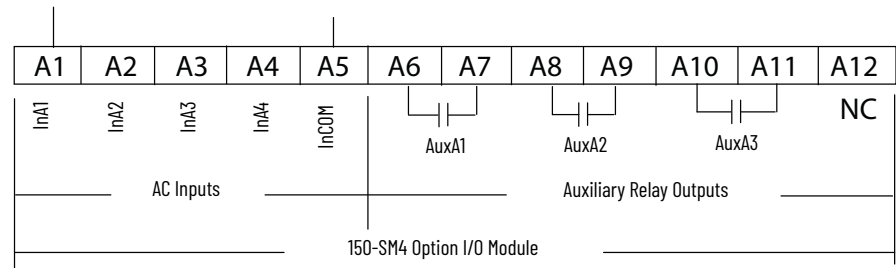 A1 A2 A3 A4 A5 A6 A7 A8 A9 A10 A11 A12
InA1 InA2 InA3 InA4 InCOM NC
AuxA1 AuxA2 AuxA3
AC Inputs Auxiliary Relay Outputs
150-SM4 Option I/O Module